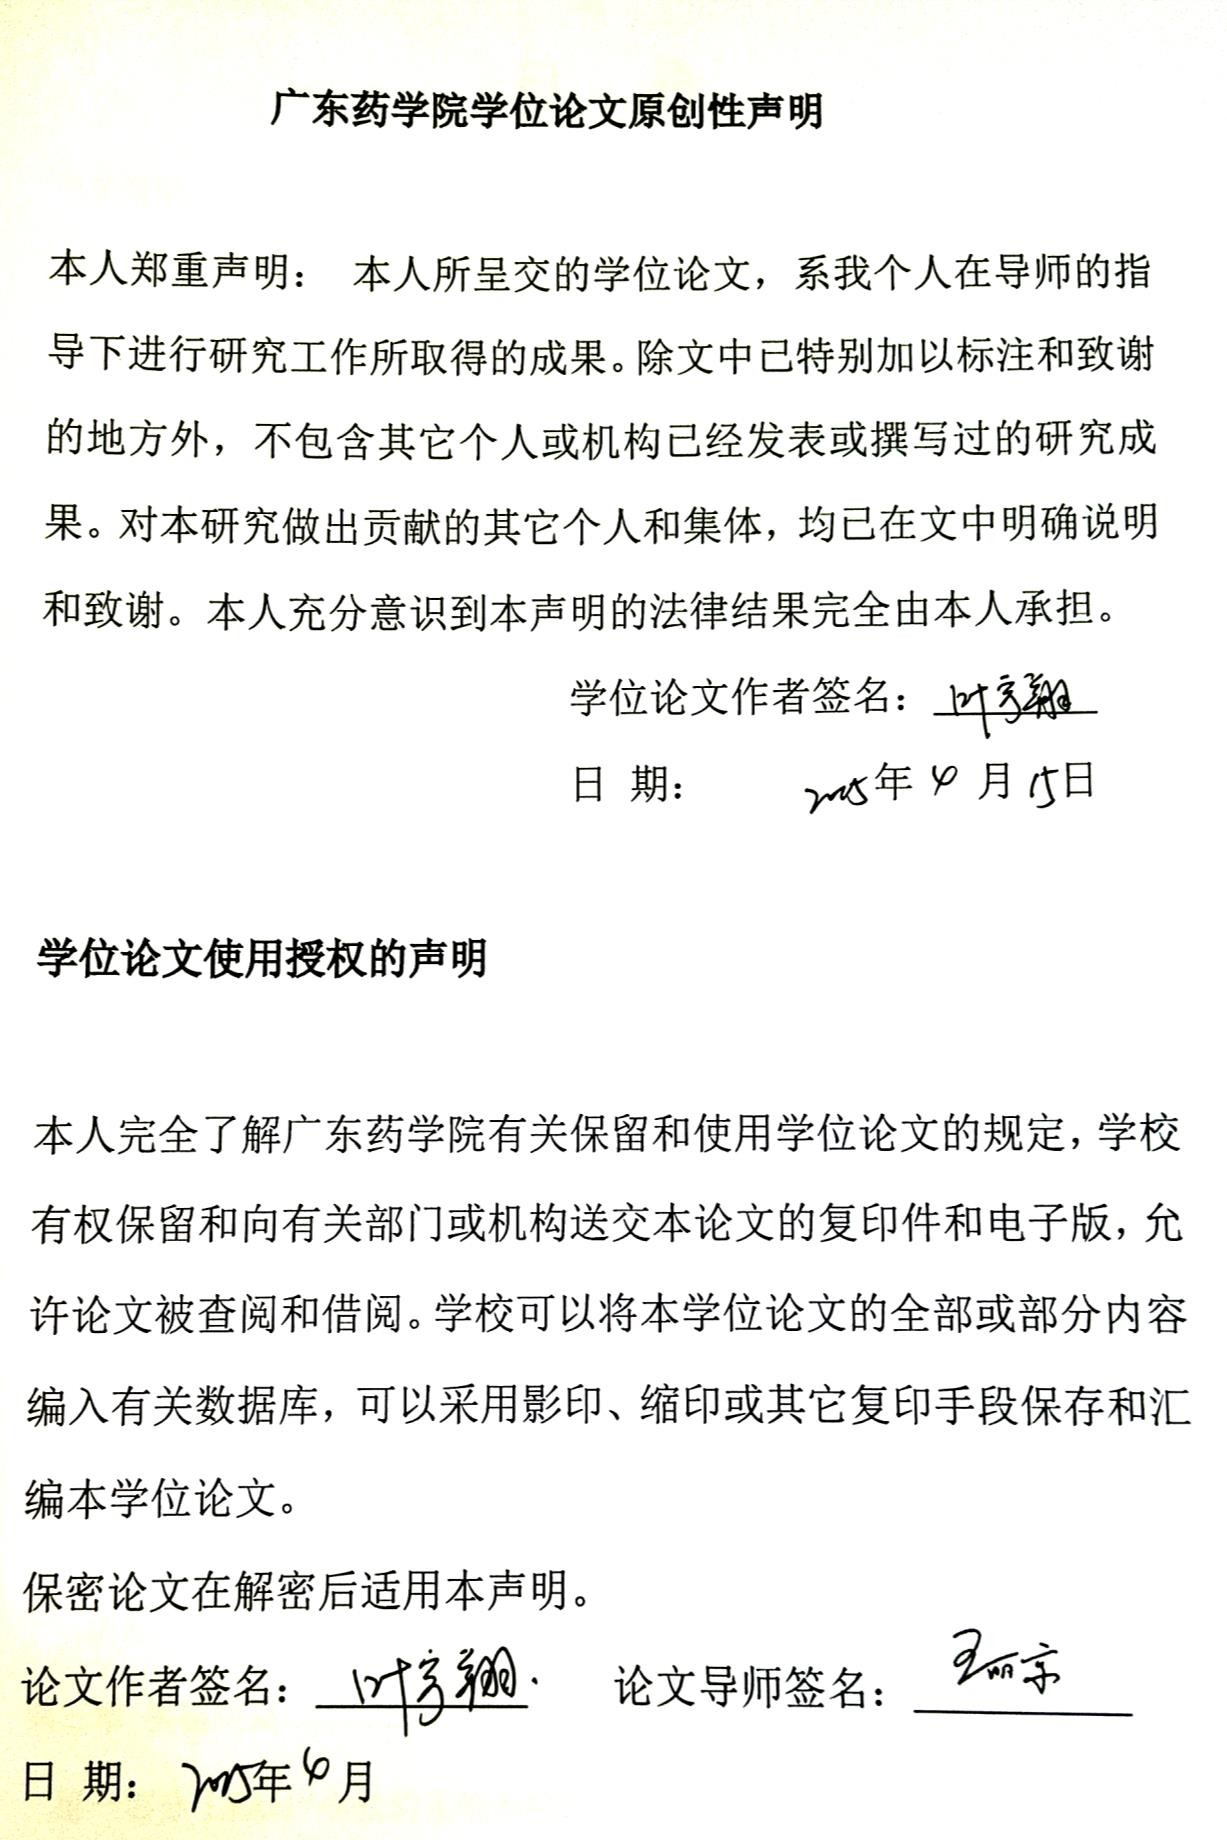 广东药学院学位论文原创性声明
本人郑重声明： 本人所呈交的学位论文，系我个人在导师的指
导下进行研究工作所取得的成果。除文中已特别加以标注和致谢
的地方外，不包含其它个人或机构已经发表或撰写过的研究成
果。对本研究做出贡献的其它个人和集体，均已在文中明确说明
和致谢。本人充分意识到本声明的法律结果完全由本人承担。
学位论文作者签名：叶宇翔
日 期： 2015年 4 月 15日
学位论文使用授权的声明
本人完全了解广东药学院有关保留和使用学位论文的规定，学校
有权保留和向有关部门或机构送交本论文的复印件和电子版，允
许论文被查阅和借阅。学校可以将本学位论文的全部或部分内容
编入有关数据库，可以采用影印、缩印或其它复印手段保存和汇
编本学位论文。
保密论文在解密后适用本声明。
论文作者签名：叶宇翔. 论文导师签名：王丽京
日 期： 2015年 4 月